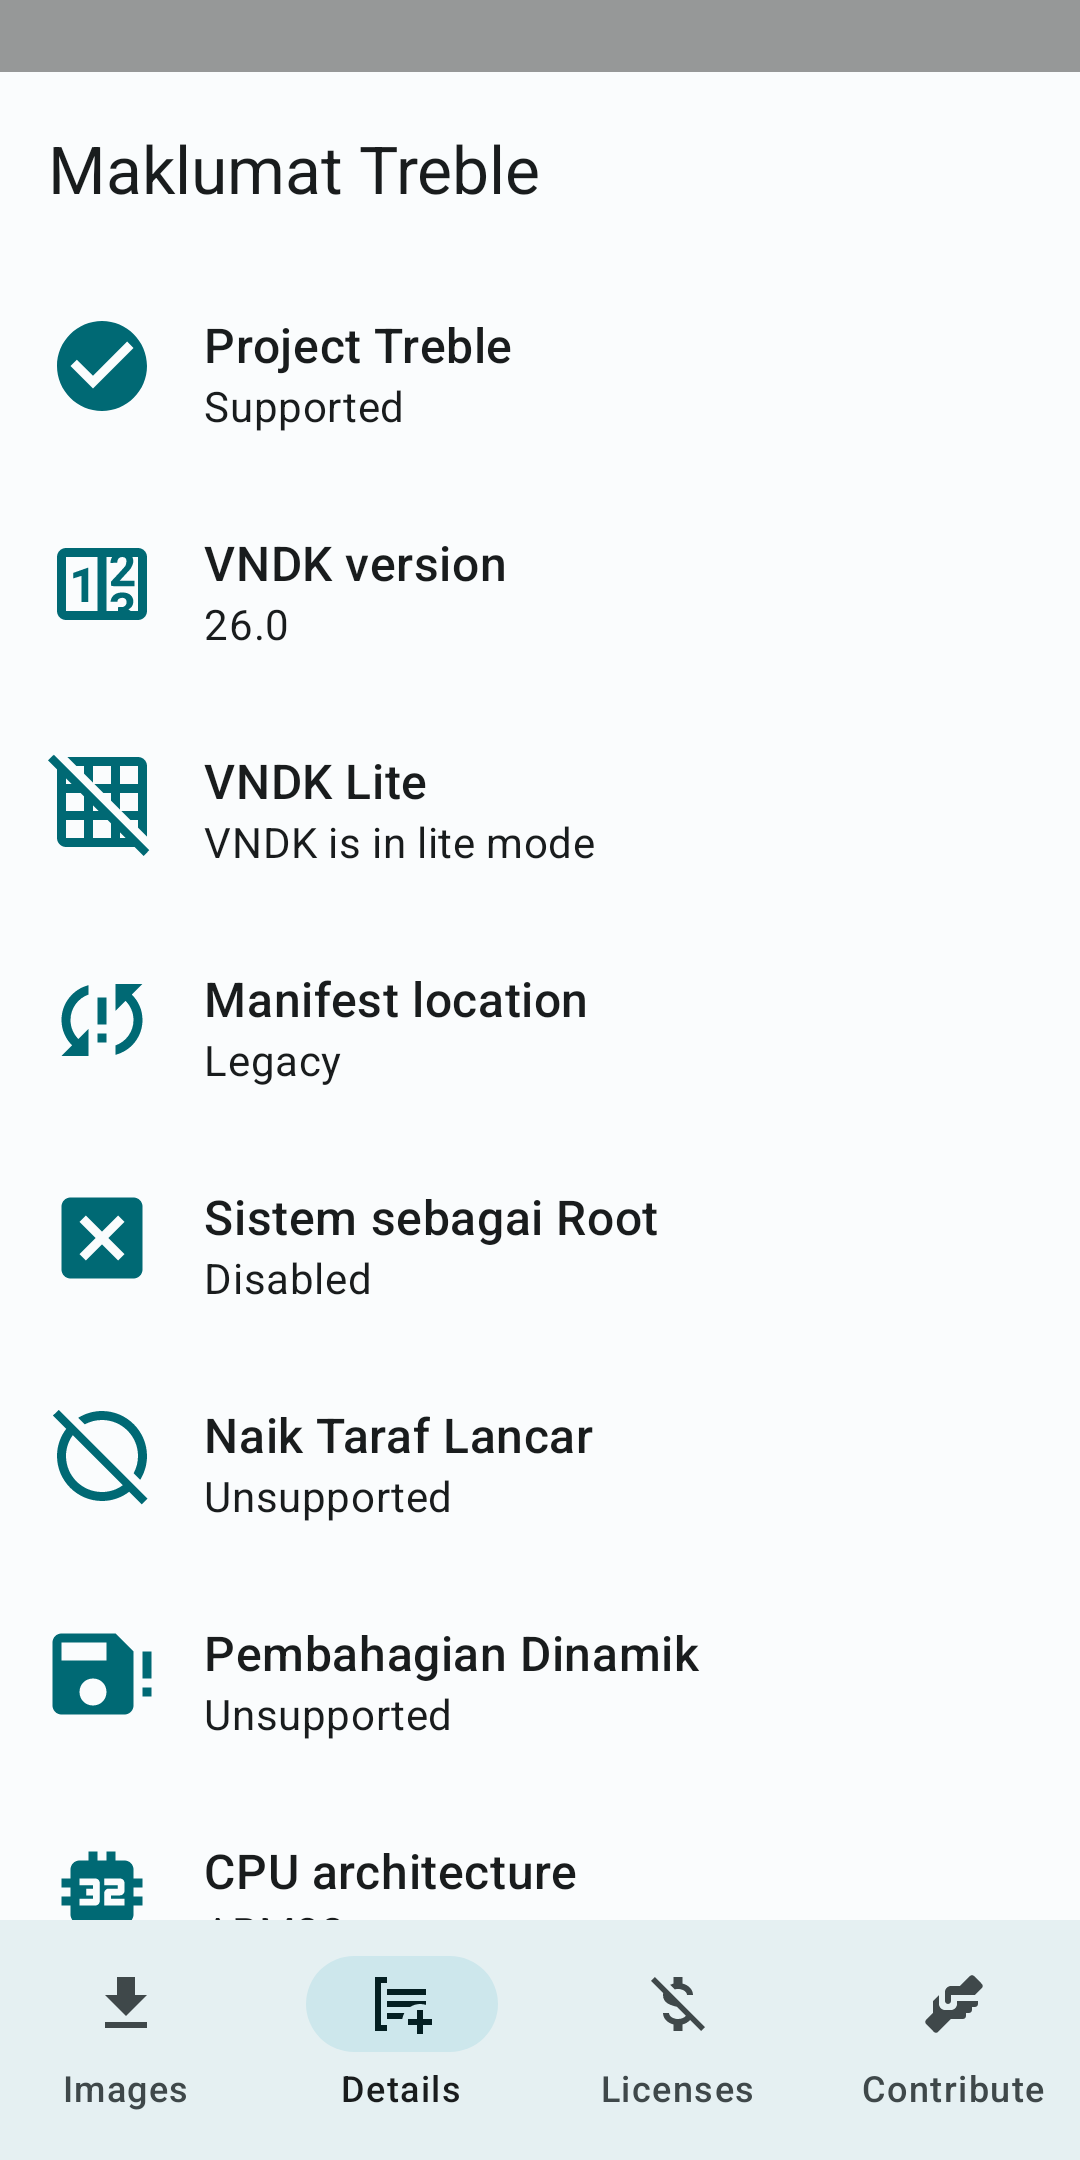 Maklumat Treble
Project Treble
Supported
VNDK version
26.0
VNDK Lite
VNDK is in lite mode
Manifest location
Legacy
Sistem sebagai Root
Disabled
Naik Taraf Lancar
Unsupported
Pembahagian Dinamik
Unsupported
CPU architecture
Images
Details
Licenses
Contribute